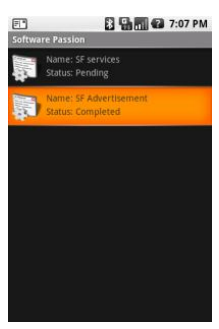 7:07 PM
Software Passion
Name: SF services
Status: Pending
Name: SF Advertisement
Status: Completed